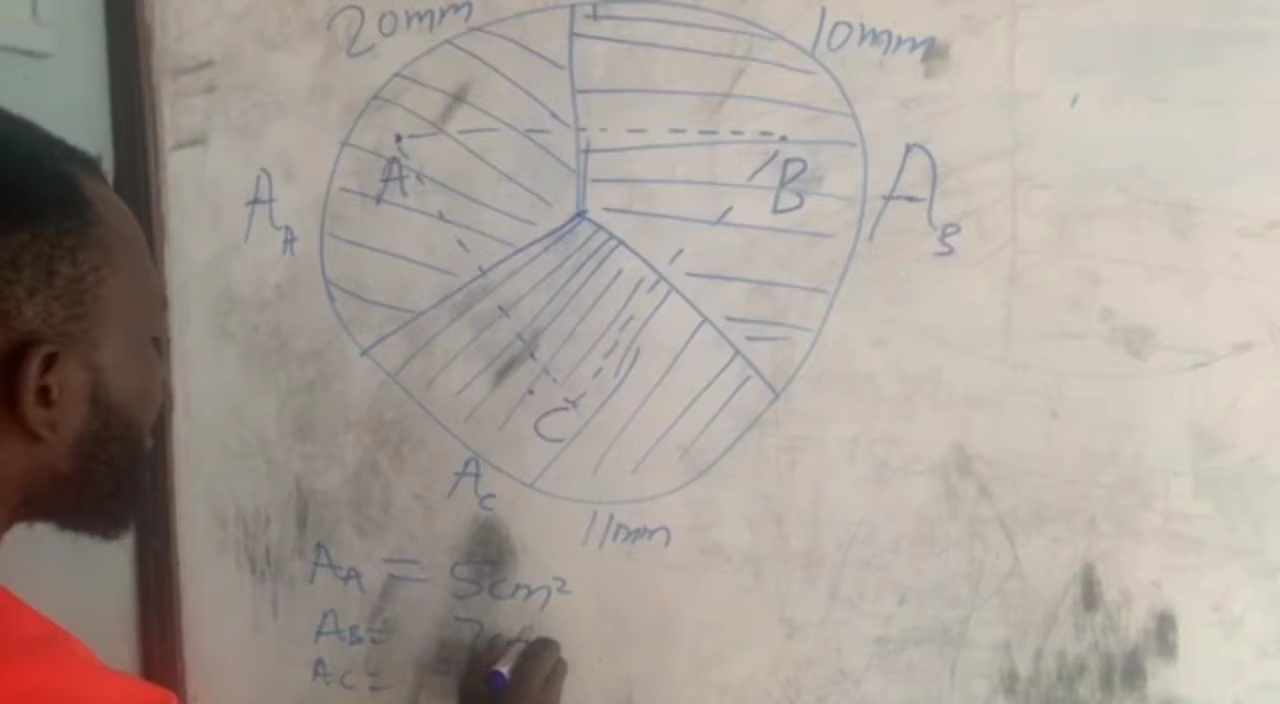 20mm
10mm
A
B
A_A
A_B
C
A_C
11mm
A_A = 5cm²
A_B =
A_C =